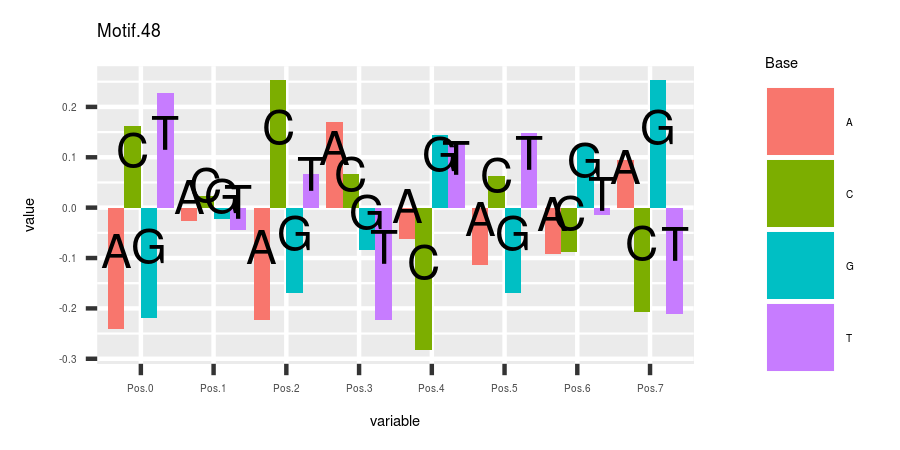 Motif.48
Base
A
C
G
T
value
0.2
0.1
0.0
-0.1
-0.2
-0.3
A C G T A C G T A C G T A C G T A C G T A C G T A C G T A C G T
Pos.0 Pos.1 Pos.2 Pos.3 Pos.4 Pos.5 Pos.6 Pos.7
variable